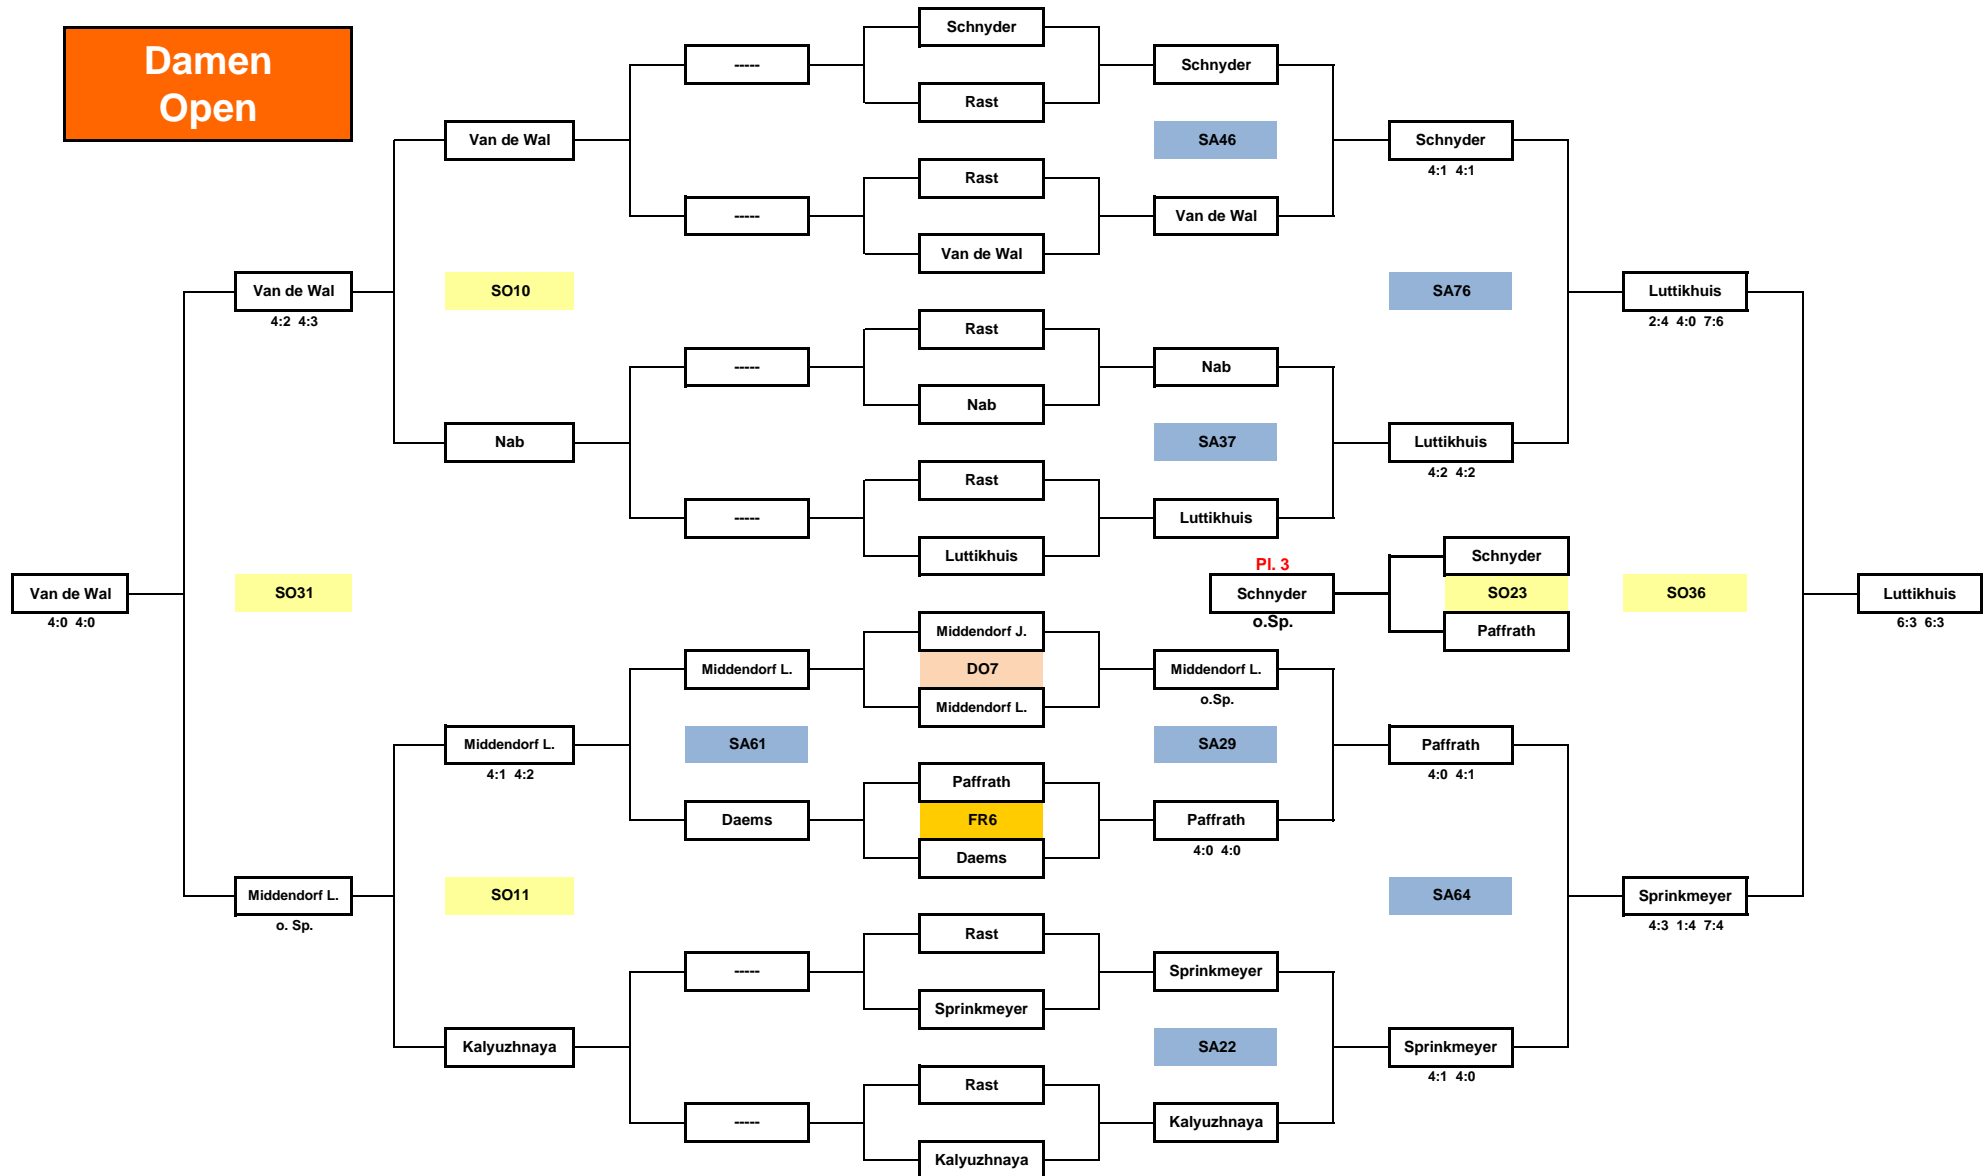 Damen
Open
Schnyder
-----
Schnyder
Rast
Van de Wal
SA46
Schnyder
4:1 4:1
Rast
-----
Van de Wal
Van de Wal
Van de Wal
4:2 4:3
SO10
SA76
Luttikhuis
2:4 4:0 7:6
Rast
-----
Nab
Nab
Nab
SA37
Luttikhuis
4:2 4:2
Rast
-----
Luttikhuis
Luttikhuis
Pl. 3
Schnyder
Van de Wal
4:0 4:0
SO31
Schnyder
o.Sp.
SO23
SO36
Luttikhuis
6:3 6:3
Paffrath
Middendorf J.
Middendorf L.
DO7
Middendorf L.
o.Sp.
Middendorf L.
Middendorf L.
4:1 4:2
SA61
SA29
Paffrath
4:0 4:1
Paffrath
Daems
FR6
Paffrath
4:0 4:0
Daems
Middendorf L.
o. Sp.
SO11
SA64
Sprinkmeyer
4:3 1:4 7:4
Rast
-----
Sprinkmeyer
Sprinkmeyer
Kalyuzhnaya
SA22
Sprinkmeyer
4:1 4:0
Rast
-----
Kalyuzhnaya
Kalyuzhnaya